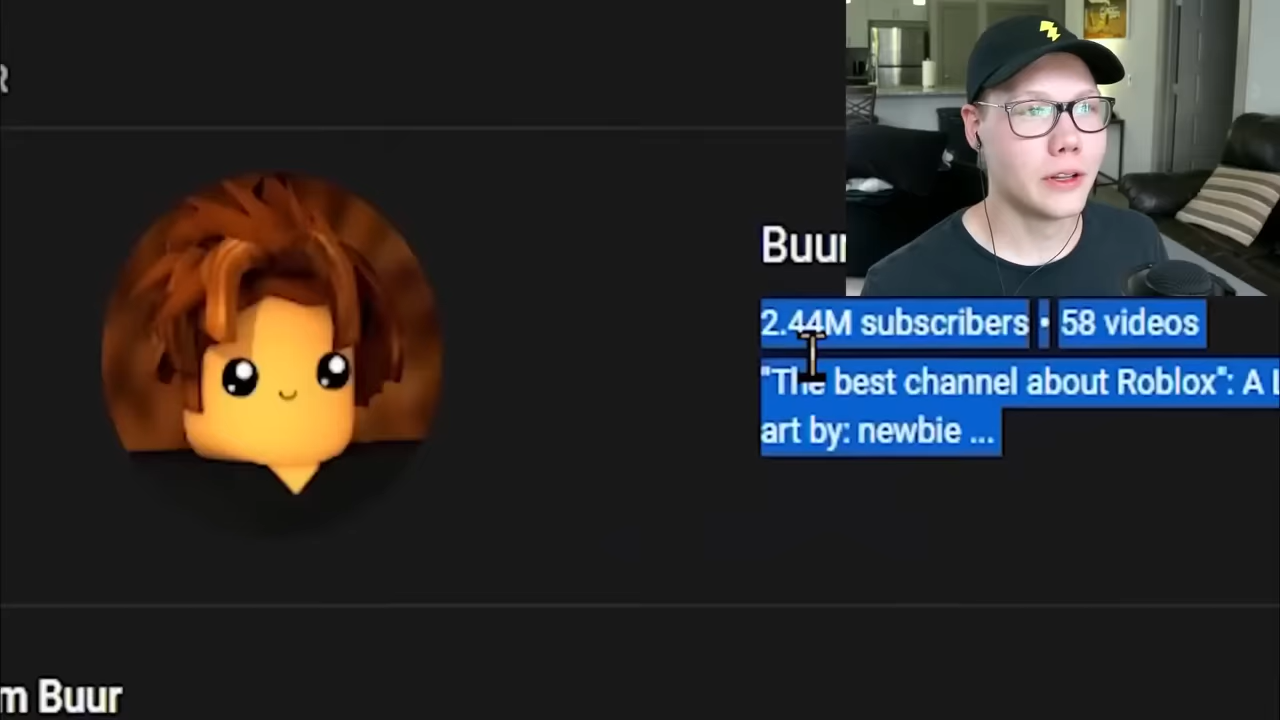 R
Buur
2.44M subscribers • 58 videos
"The best channel about Roblox": A L
art by: newbie ...
m Buur